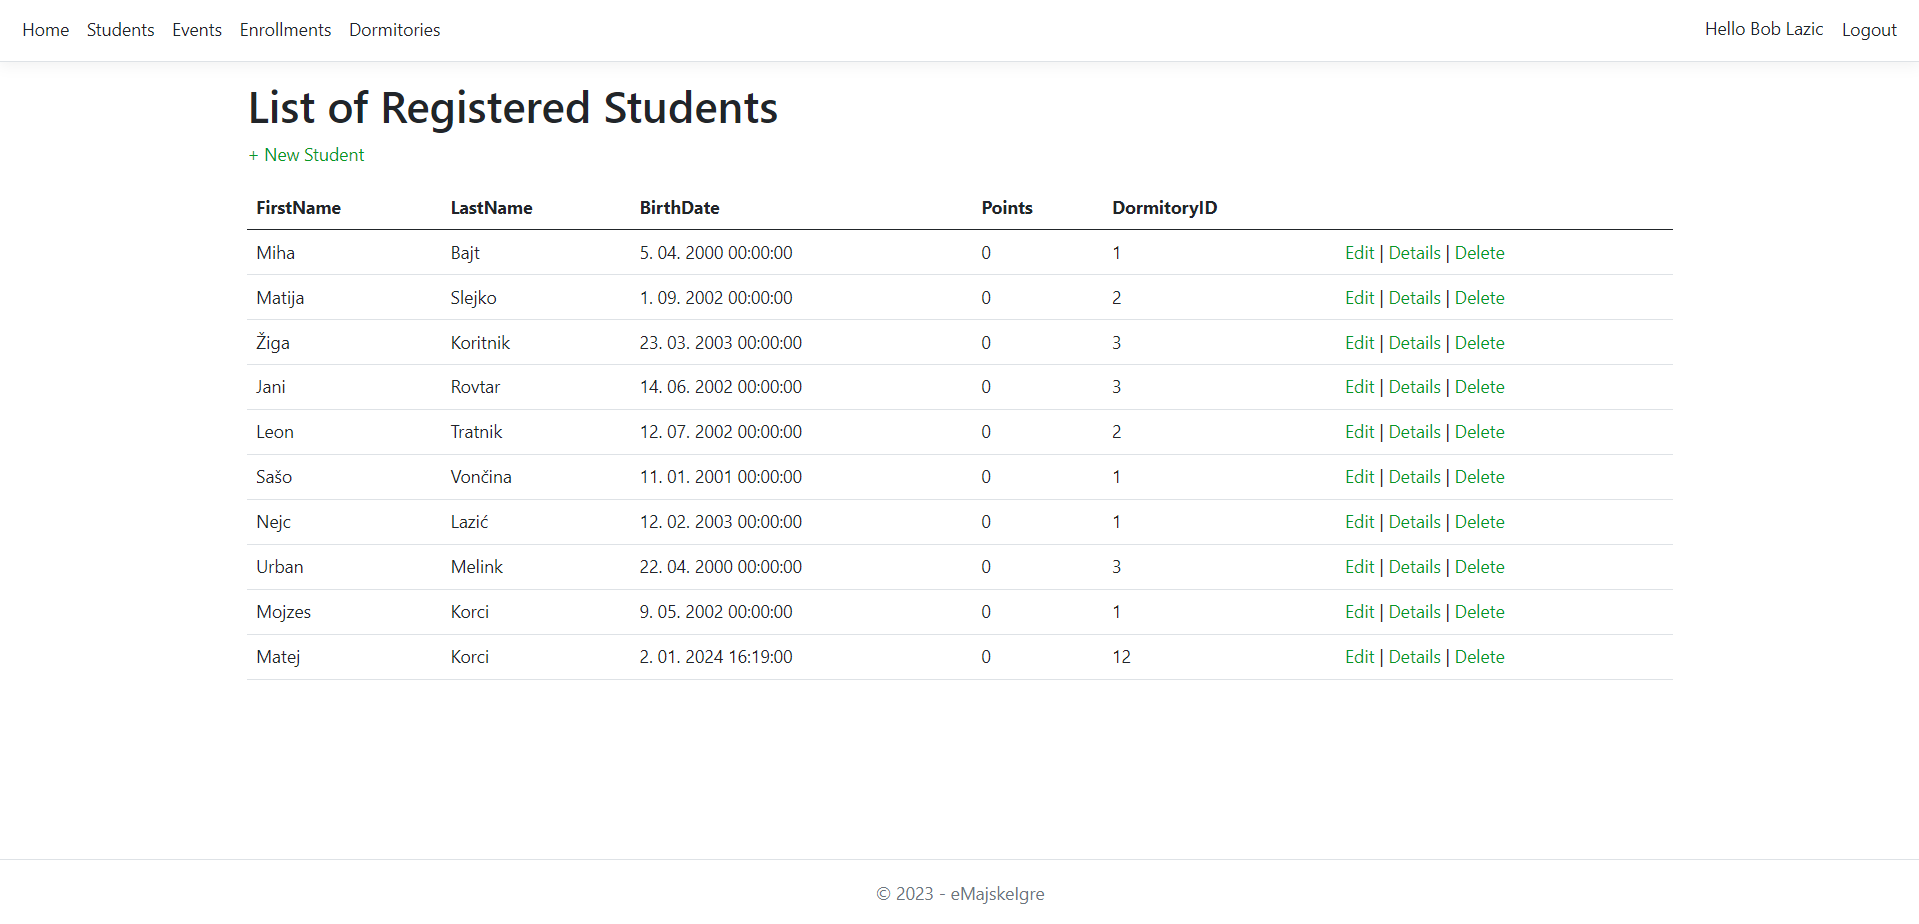 Home Students Events Enrollments Dormitories Hello Bob Lazic Logout
List of Registered Students
+ New Student
FirstName LastName BirthDate Points DormitoryID
Miha Bajt 5. 04. 2000 00:00:00 0 1 Edit | Details | Delete
Matija Slejko 1. 09. 2002 00:00:00 0 2 Edit | Details | Delete
Žiga Koritnik 23. 03. 2003 00:00:00 0 3 Edit | Details | Delete
Jani Rovtar 14. 06. 2002 00:00:00 0 3 Edit | Details | Delete
Leon Tratnik 12. 07. 2002 00:00:00 0 2 Edit | Details | Delete
Sašo Vončina 11. 01. 2001 00:00:00 0 1 Edit | Details | Delete
Nejc Lazić 12. 02. 2003 00:00:00 0 1 Edit | Details | Delete
Urban Melink 22. 04. 2000 00:00:00 0 3 Edit | Details | Delete
Mojzes Korci 9. 05. 2002 00:00:00 0 1 Edit | Details | Delete
Matej Korci 2. 01. 2024 16:19:00 0 12 Edit | Details | Delete
© 2023 - eMajskeIgre